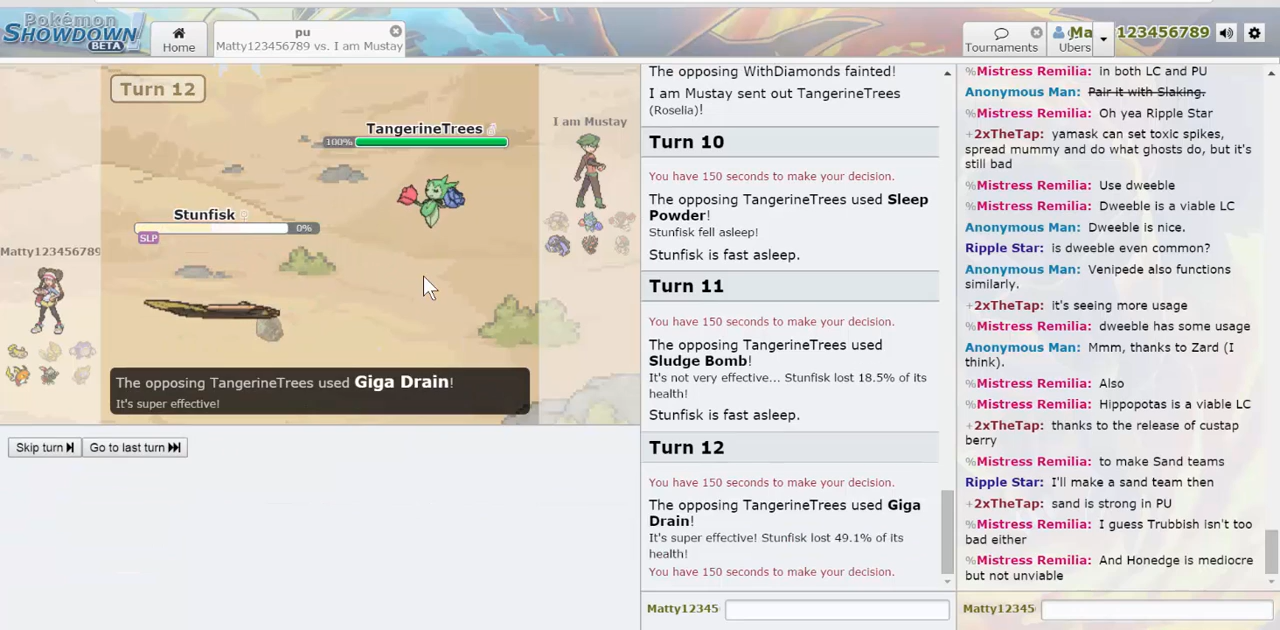 Pokémon
SHOWDOWN
BETA
Home
pu
Matty123456789 vs. I am Mustay
Tournaments
Ubers
123456789
Turn 12
TangerineTrees
100%
I am Mustay
Stunfisk
0%
SLP
Matty123456789
The opposing TangerineTrees used Giga Drain!
It's super effective!
Skip turn
Go to last turn
The opposing WithDiamonds fainted!
I am Mustay sent out TangerineTrees
(Roselia)!
Turn 10
You have 150 seconds to make your decision.
The opposing TangerineTrees used Sleep
Powder!
Stunfisk fell asleep!
Stunfisk is fast asleep.
Turn 11
You have 150 seconds to make your decision.
The opposing TangerineTrees used
Sludge Bomb!
It's not very effective... Stunfisk lost 18.5% of its
health!
Stunfisk is fast asleep.
Turn 12
You have 150 seconds to make your decision.
The opposing TangerineTrees used Giga
Drain!
It's super effective! Stunfisk lost 49.1% of its
health!
You have 150 seconds to make your decision.
Matty12345
%Mistress Remilia: in both LC and PU
Anonymous Man: Pair it with Slaking.
%Mistress Remilia: Oh yea Ripple Star
+2xTheTap: yamask can set toxic spikes,
spread mummy and do what ghosts do, but it's
still bad
%Mistress Remilia: Use dweeble
%Mistress Remilia: Dweeble is a viable LC
Anonymous Man: Dweeble is nice.
Ripple Star: is dweeble even common?
Anonymous Man: Venipede also functions
similarly.
+2xTheTap: it's seeing more usage
%Mistress Remilia: dweeble has some usage
Anonymous Man: Mmm, thanks to Zard (I
think).
%Mistress Remilia: Also
%Mistress Remilia: Hippopotas is a viable LC
+2xTheTap: thanks to the release of custap
berry
%Mistress Remilia: to make Sand teams
Ripple Star: I'll make a sand team then
+2xTheTap: sand is strong in PU
%Mistress Remilia: I guess Trubbish isn't too
bad either
%Mistress Remilia: And Honedge is mediocre
but not unviable
Matty12345